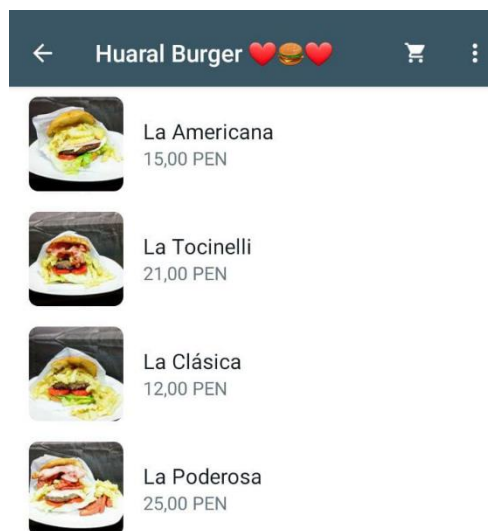 Huaral Burger ❤️🍔❤️
La Americana
15,00 PEN
La Tocinelli
21,00 PEN
La Clásica
12,00 PEN
La Poderosa
25,00 PEN